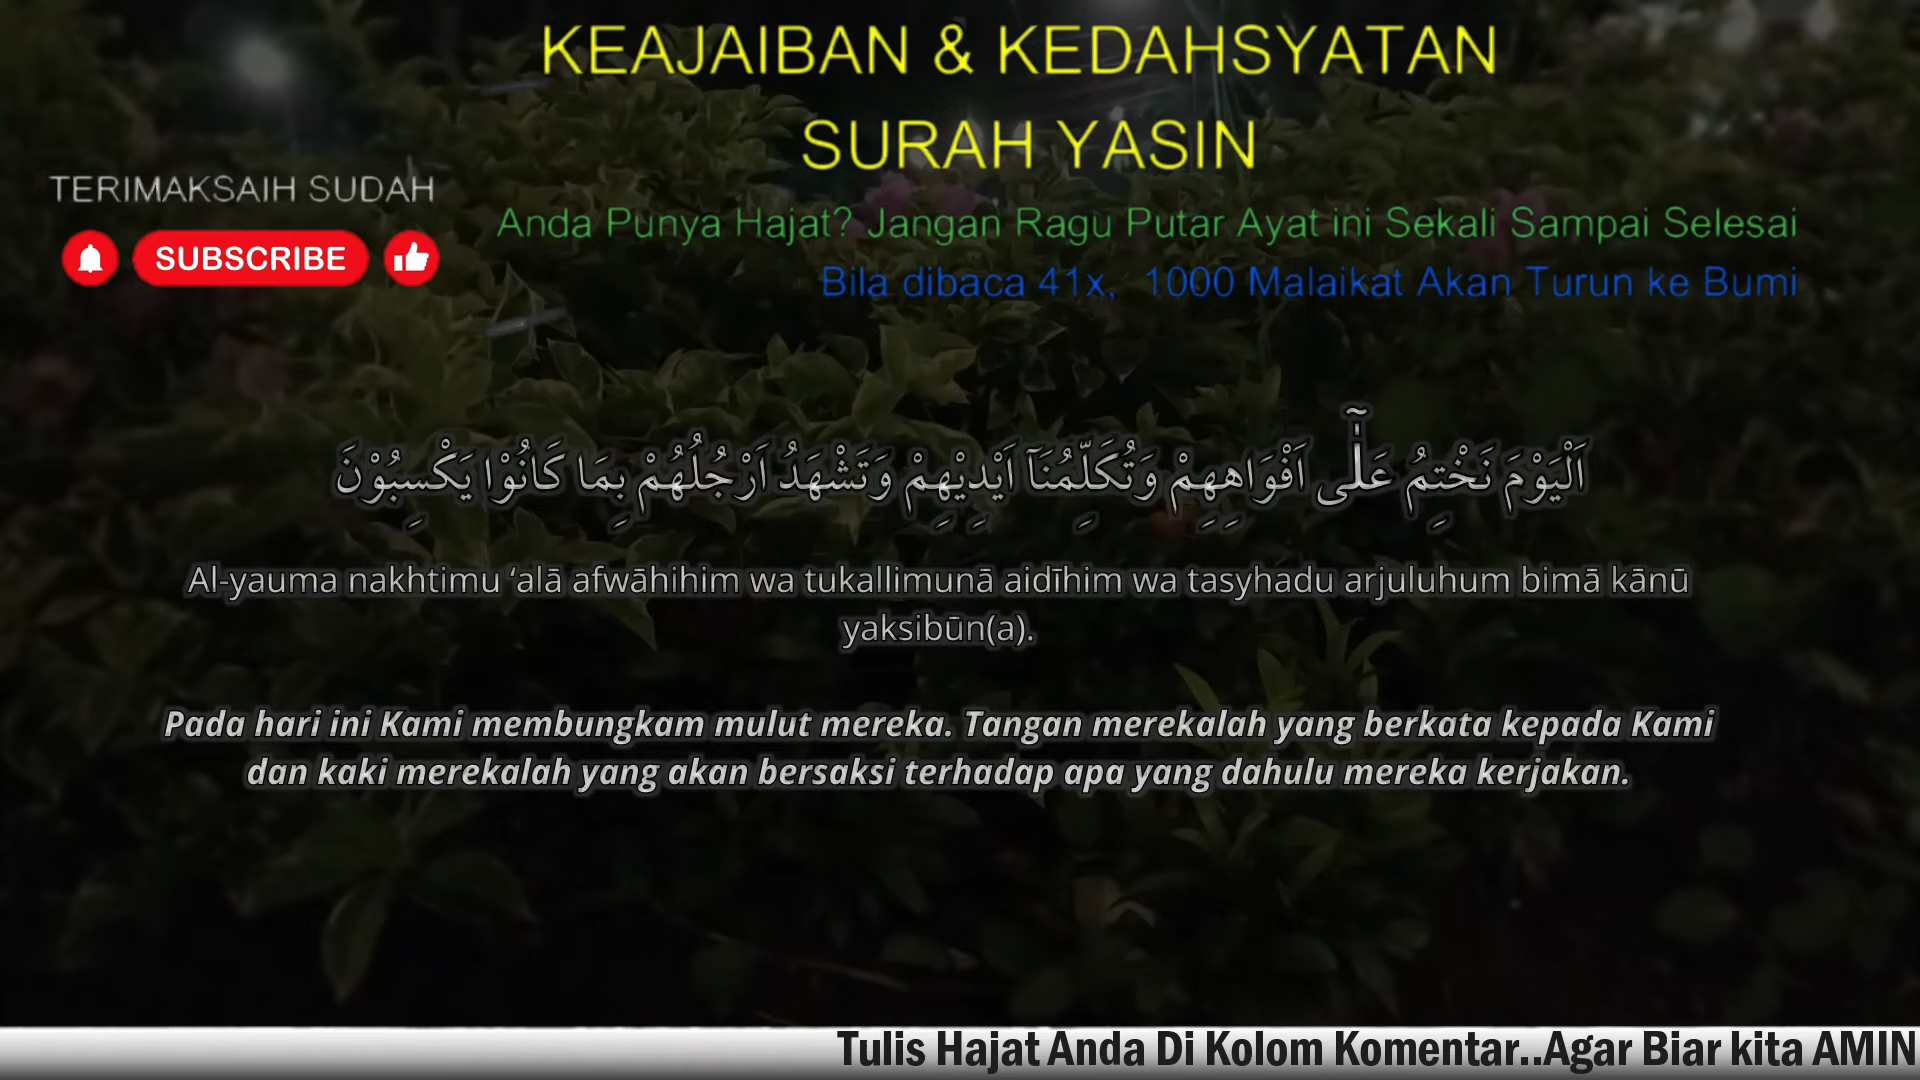 KEAJAIBAN & KEDAHSYATAN
SURAH YASIN
TERIMAKSAIH SUDAH
SUBSCRIBE
Anda Punya Hajat? Jangan Ragu Putar Ayat ini Sekali Sampai Selesai
Bila dibaca 41x, 1000 Malaikat Akan Turun ke Bumi
اَلْيَوْمَ نَخْتِمُ عَلٰٓى اَفْوَاهِهِمْ وَتُكَلِّمُنَآ اَيْدِيْهِمْ وَتَشْهَدُ اَرْجُلُهُمْ بِمَا كَانُوْا يَكْسِبُوْنَ
Al-yauma nakhtimu ‘alā afwāhihim wa tukallimunā aidīhim wa tasyhadu arjuluhum bimā kānū
yaksibūn(a).
Pada hari ini Kami membungkam mulut mereka. Tangan merekalah yang berkata kepada Kami
dan kaki merekalah yang akan bersaksi terhadap apa yang dahulu mereka kerjakan.
Tulis Hajat Anda Di Kolom Komentar..Agar Biar kita AMIN